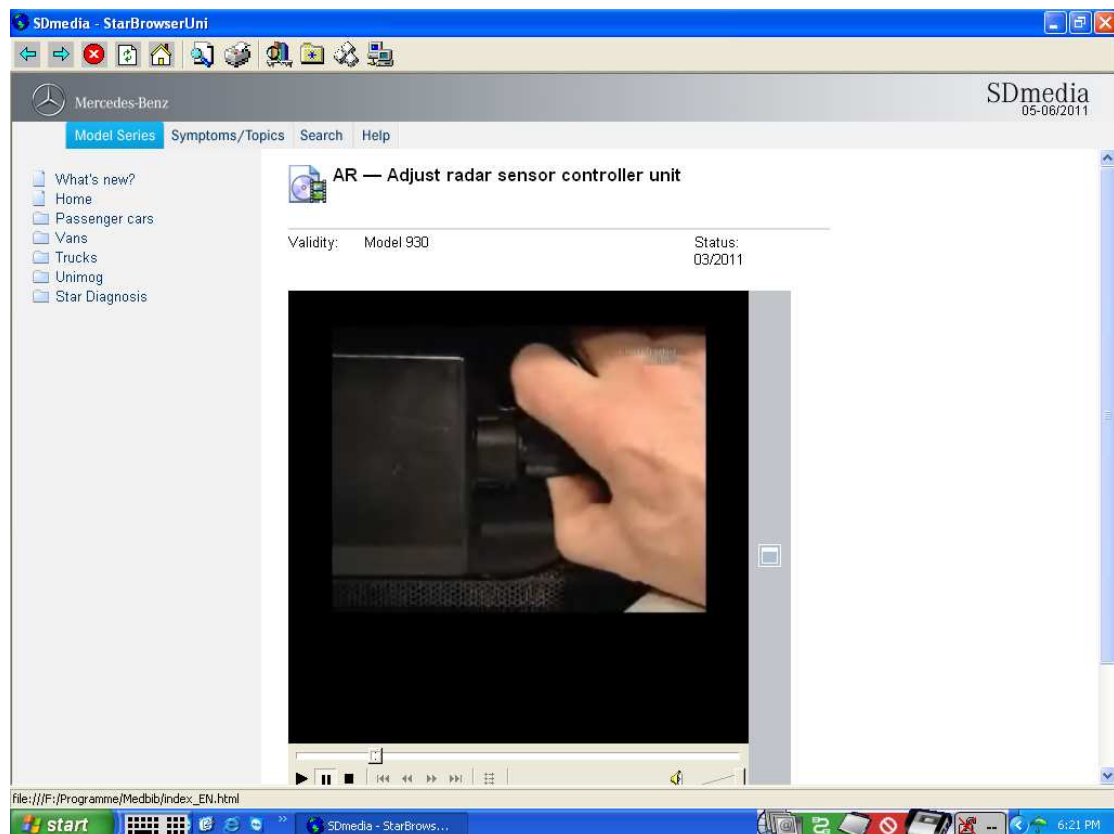 SDmedia - StarBrowserUni
Mercedes-Benz
SDmedia
05-06/2011
Model Series Symptoms/Topics Search Help
What's new?
Home
Passenger cars
Vans
Trucks
Unimog
Star Diagnosis
AR — Adjust radar sensor controller unit
Validity: Model 930 Status:
03/2011
file:///F:/Programme/Medbib/index_EN.html
start SDmedia - StarBrows... 6:21 PM